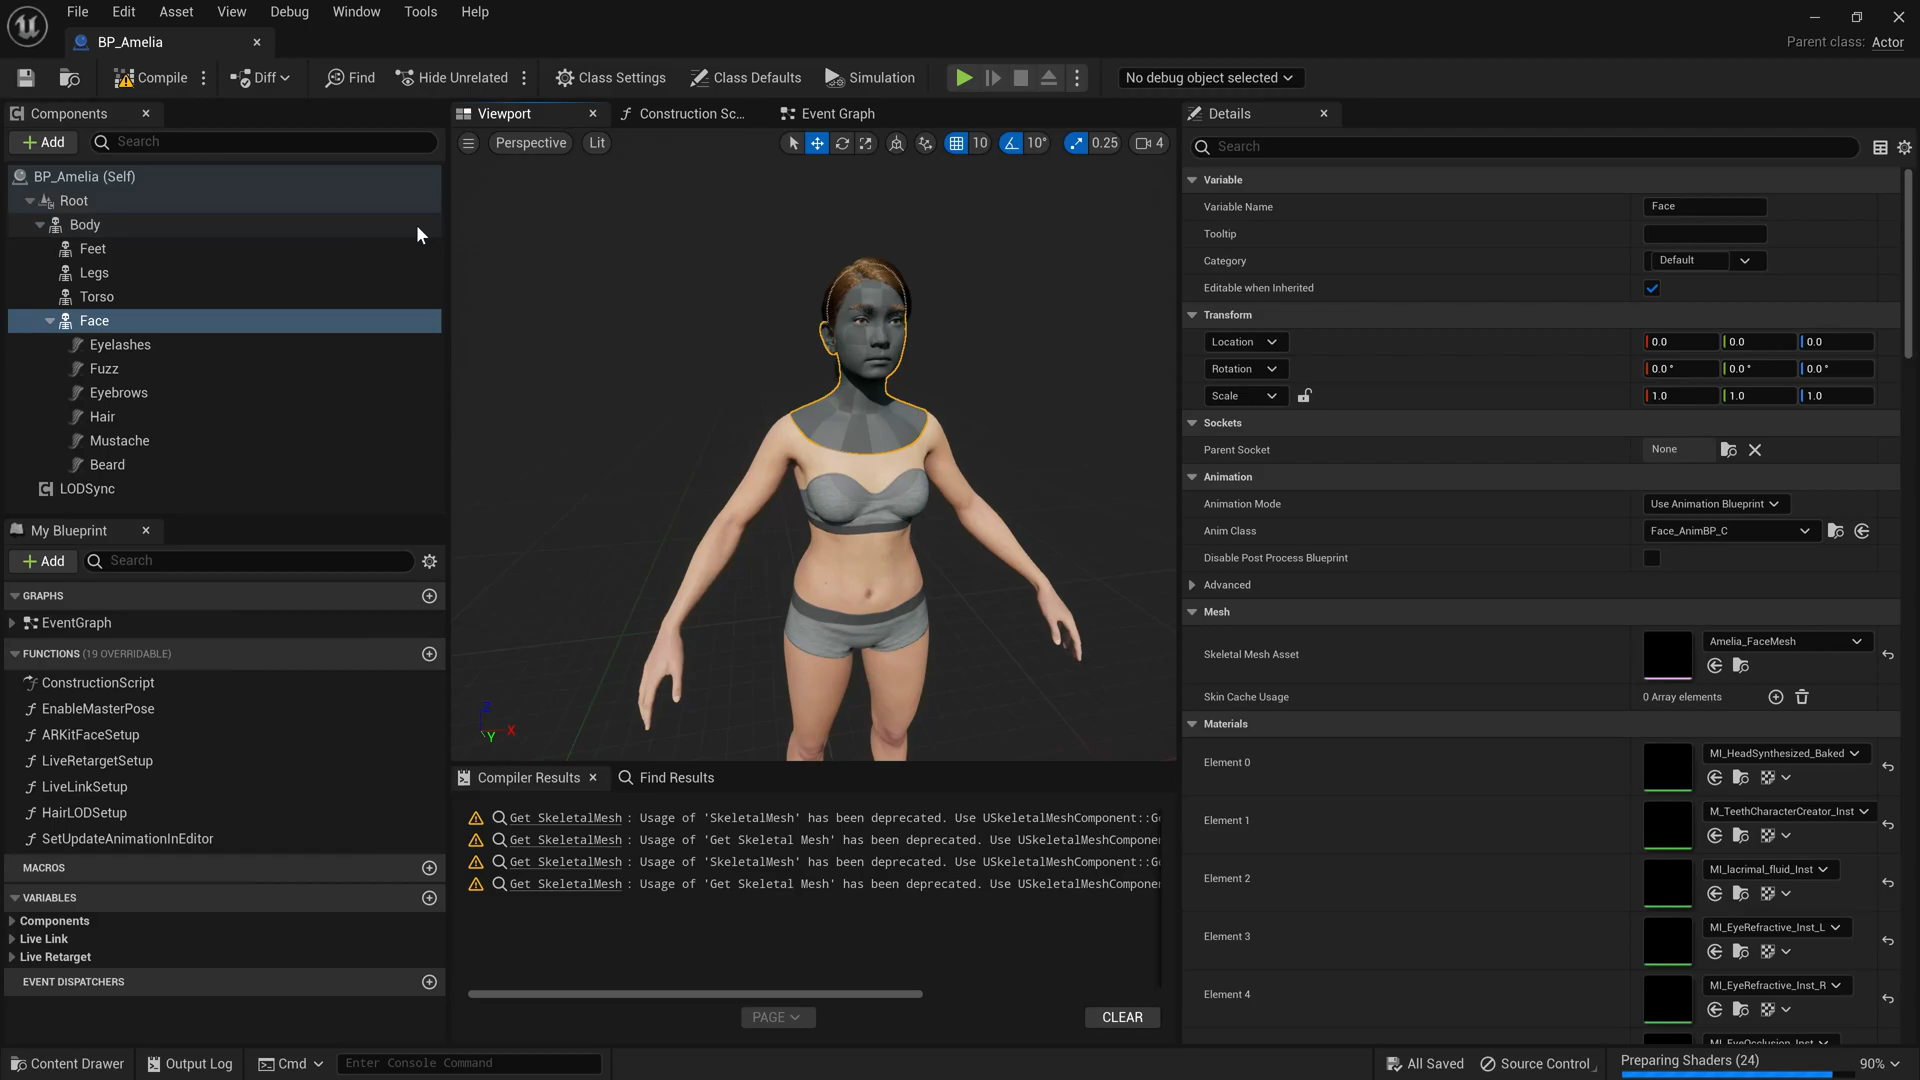 File Edit Asset View Debug Window Tools Help
BP_Amelia
Parent class: Actor
Compile Diff Find Hide Unrelated Class Settings Class Defaults Simulation No debug object selected
Components
Add Search
BP_Amelia (Self)
Root
Body
Feet
Legs
Torso
Face
Eyelashes
Fuzz
Eyebrows
Hair
Mustache
Beard
LODSync
My Blueprint
Add Search
GRAPHS
EventGraph
FUNCTIONS (19 OVERRIDABLE)
ConstructionScript
EnableMasterPose
ARKitFaceSetup
LiveRetargetSetup
LiveLinkSetup
HairLODSetup
SetUpdateAnimationInEditor
MACROS
VARIABLES
Components
Live Link
Live Retarget
EVENT DISPATCHERS
Viewport Construction Sc... Event Graph
Perspective Lit 10 10° 0.25 4
Z
X
Y
Compiler Results Find Results
Get SkeletalMesh : Usage of 'SkeletalMesh' has been deprecated. Use USkeletalMeshComponent::G
Get SkeletalMesh : Usage of 'Get Skeletal Mesh' has been deprecated. Use USkeletalMeshCompone
Get SkeletalMesh : Usage of 'SkeletalMesh' has been deprecated. Use USkeletalMeshComponent::G
Get SkeletalMesh : Usage of 'Get Skeletal Mesh' has been deprecated. Use USkeletalMeshCompone
PAGE CLEAR
Details
Search
Variable
Variable Name Face
Tooltip
Category Default
Editable when Inherited
Transform
Location 0.0 0.0 0.0
Rotation 0.0° 0.0° 0.0°
Scale 1.0 1.0 1.0
Sockets
Parent Socket None
Animation
Animation Mode Use Animation Blueprint
Anim Class Face_AnimBP_C
Disable Post Process Blueprint
Advanced
Mesh
Skeletal Mesh Asset Amelia_FaceMesh
Skin Cache Usage 0 Array elements
Materials
Element 0 MI_HeadSynthesized_Baked
Element 1 M_TeethCharacterCreator_Inst
Element 2 MI_lacrimal_fluid_Inst
Element 3 MI_EyeRefractive_Inst_L
Element 4 MI_EyeRefractive_Inst_R
MI_EyeOcclusion_Inst
Content Drawer Output Log Cmd Enter Console Command All Saved Source Control Preparing Shaders (24) 90%